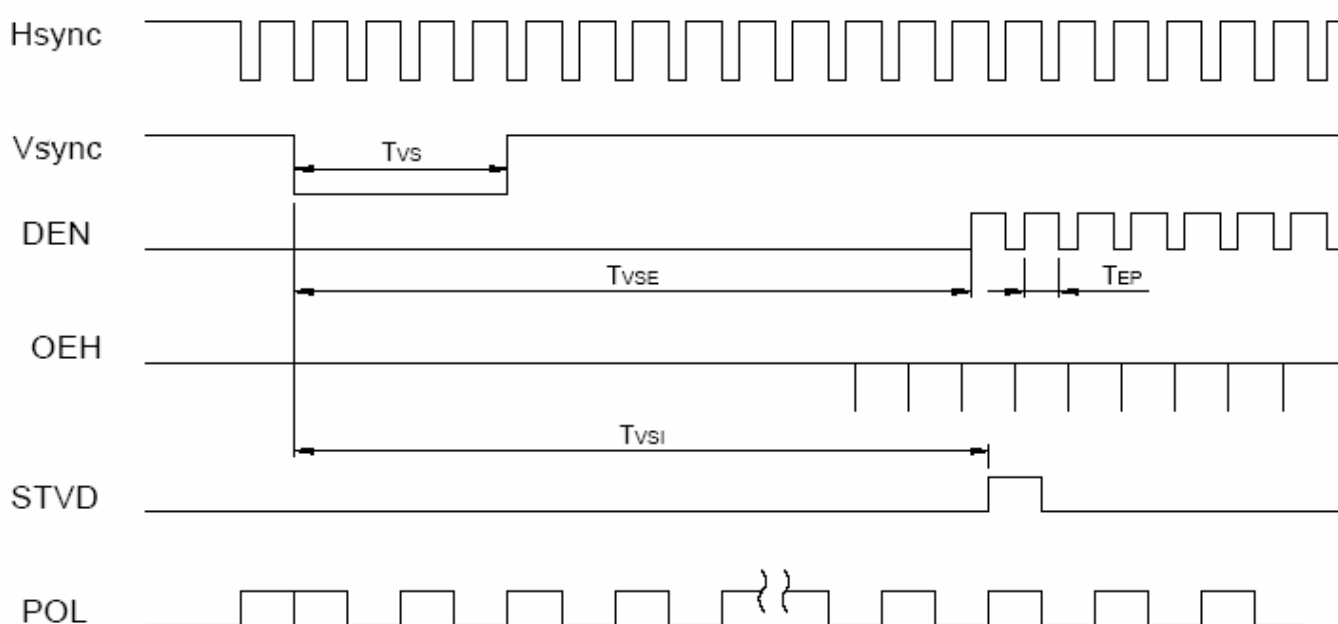 Hsync
Vsync
TVS
DEN
TVSE
TEP
OEH
TVSI
STVD
POL